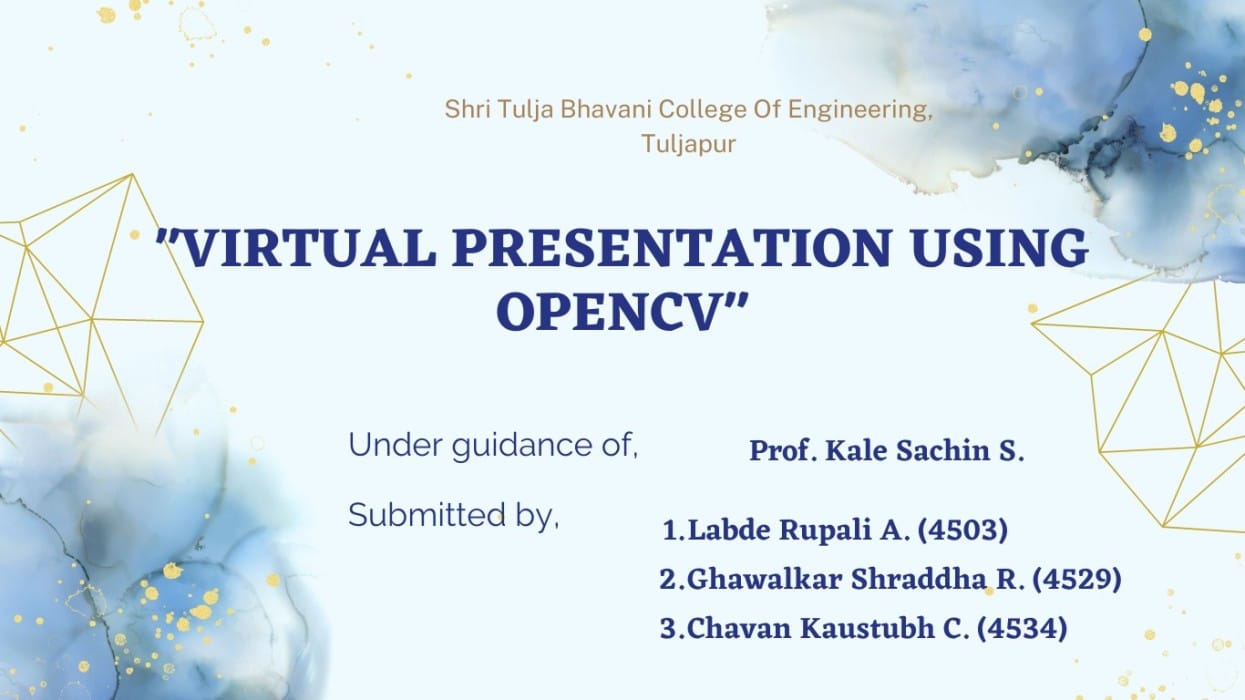 Shri Tulja Bhavani College Of Engineering,
Tuljapur
"VIRTUAL PRESENTATION USING
OPENCV"
Under guidance of,
Prof. Kale Sachin S.
Submitted by,
1.Labde Rupali A. (4503)
2.Ghawalkar Shraddha R. (4529)
3.Chavan Kaustubh C. (4534)